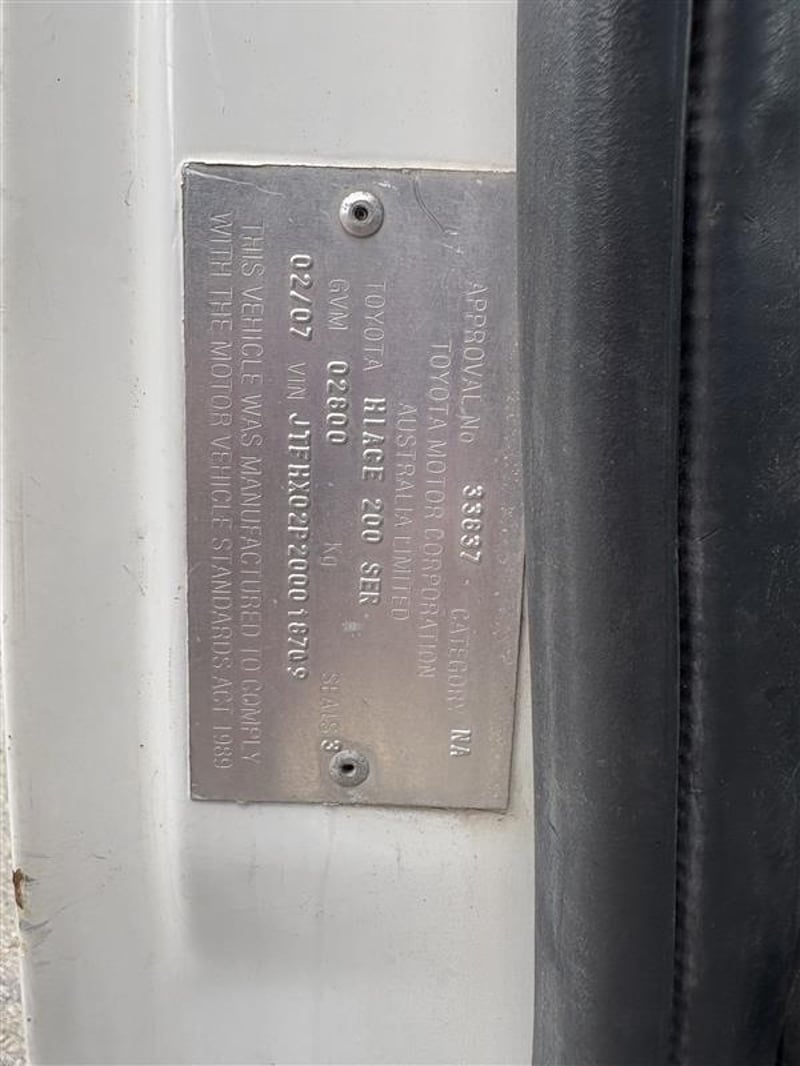 APPROVAL No 33637 CATEGORY NA
TOYOTA MOTOR CORPORATION
AUSTRALIA LIMITED
TOYOTA HIACE 200 SER
GVM 02800 kg SEATS 3
02/07 VIN JTFHX02P200018709
THIS VEHICLE WAS MANUFACTURED TO COMPLY
WITH THE MOTOR VEHICLE STANDARDS ACT 1989